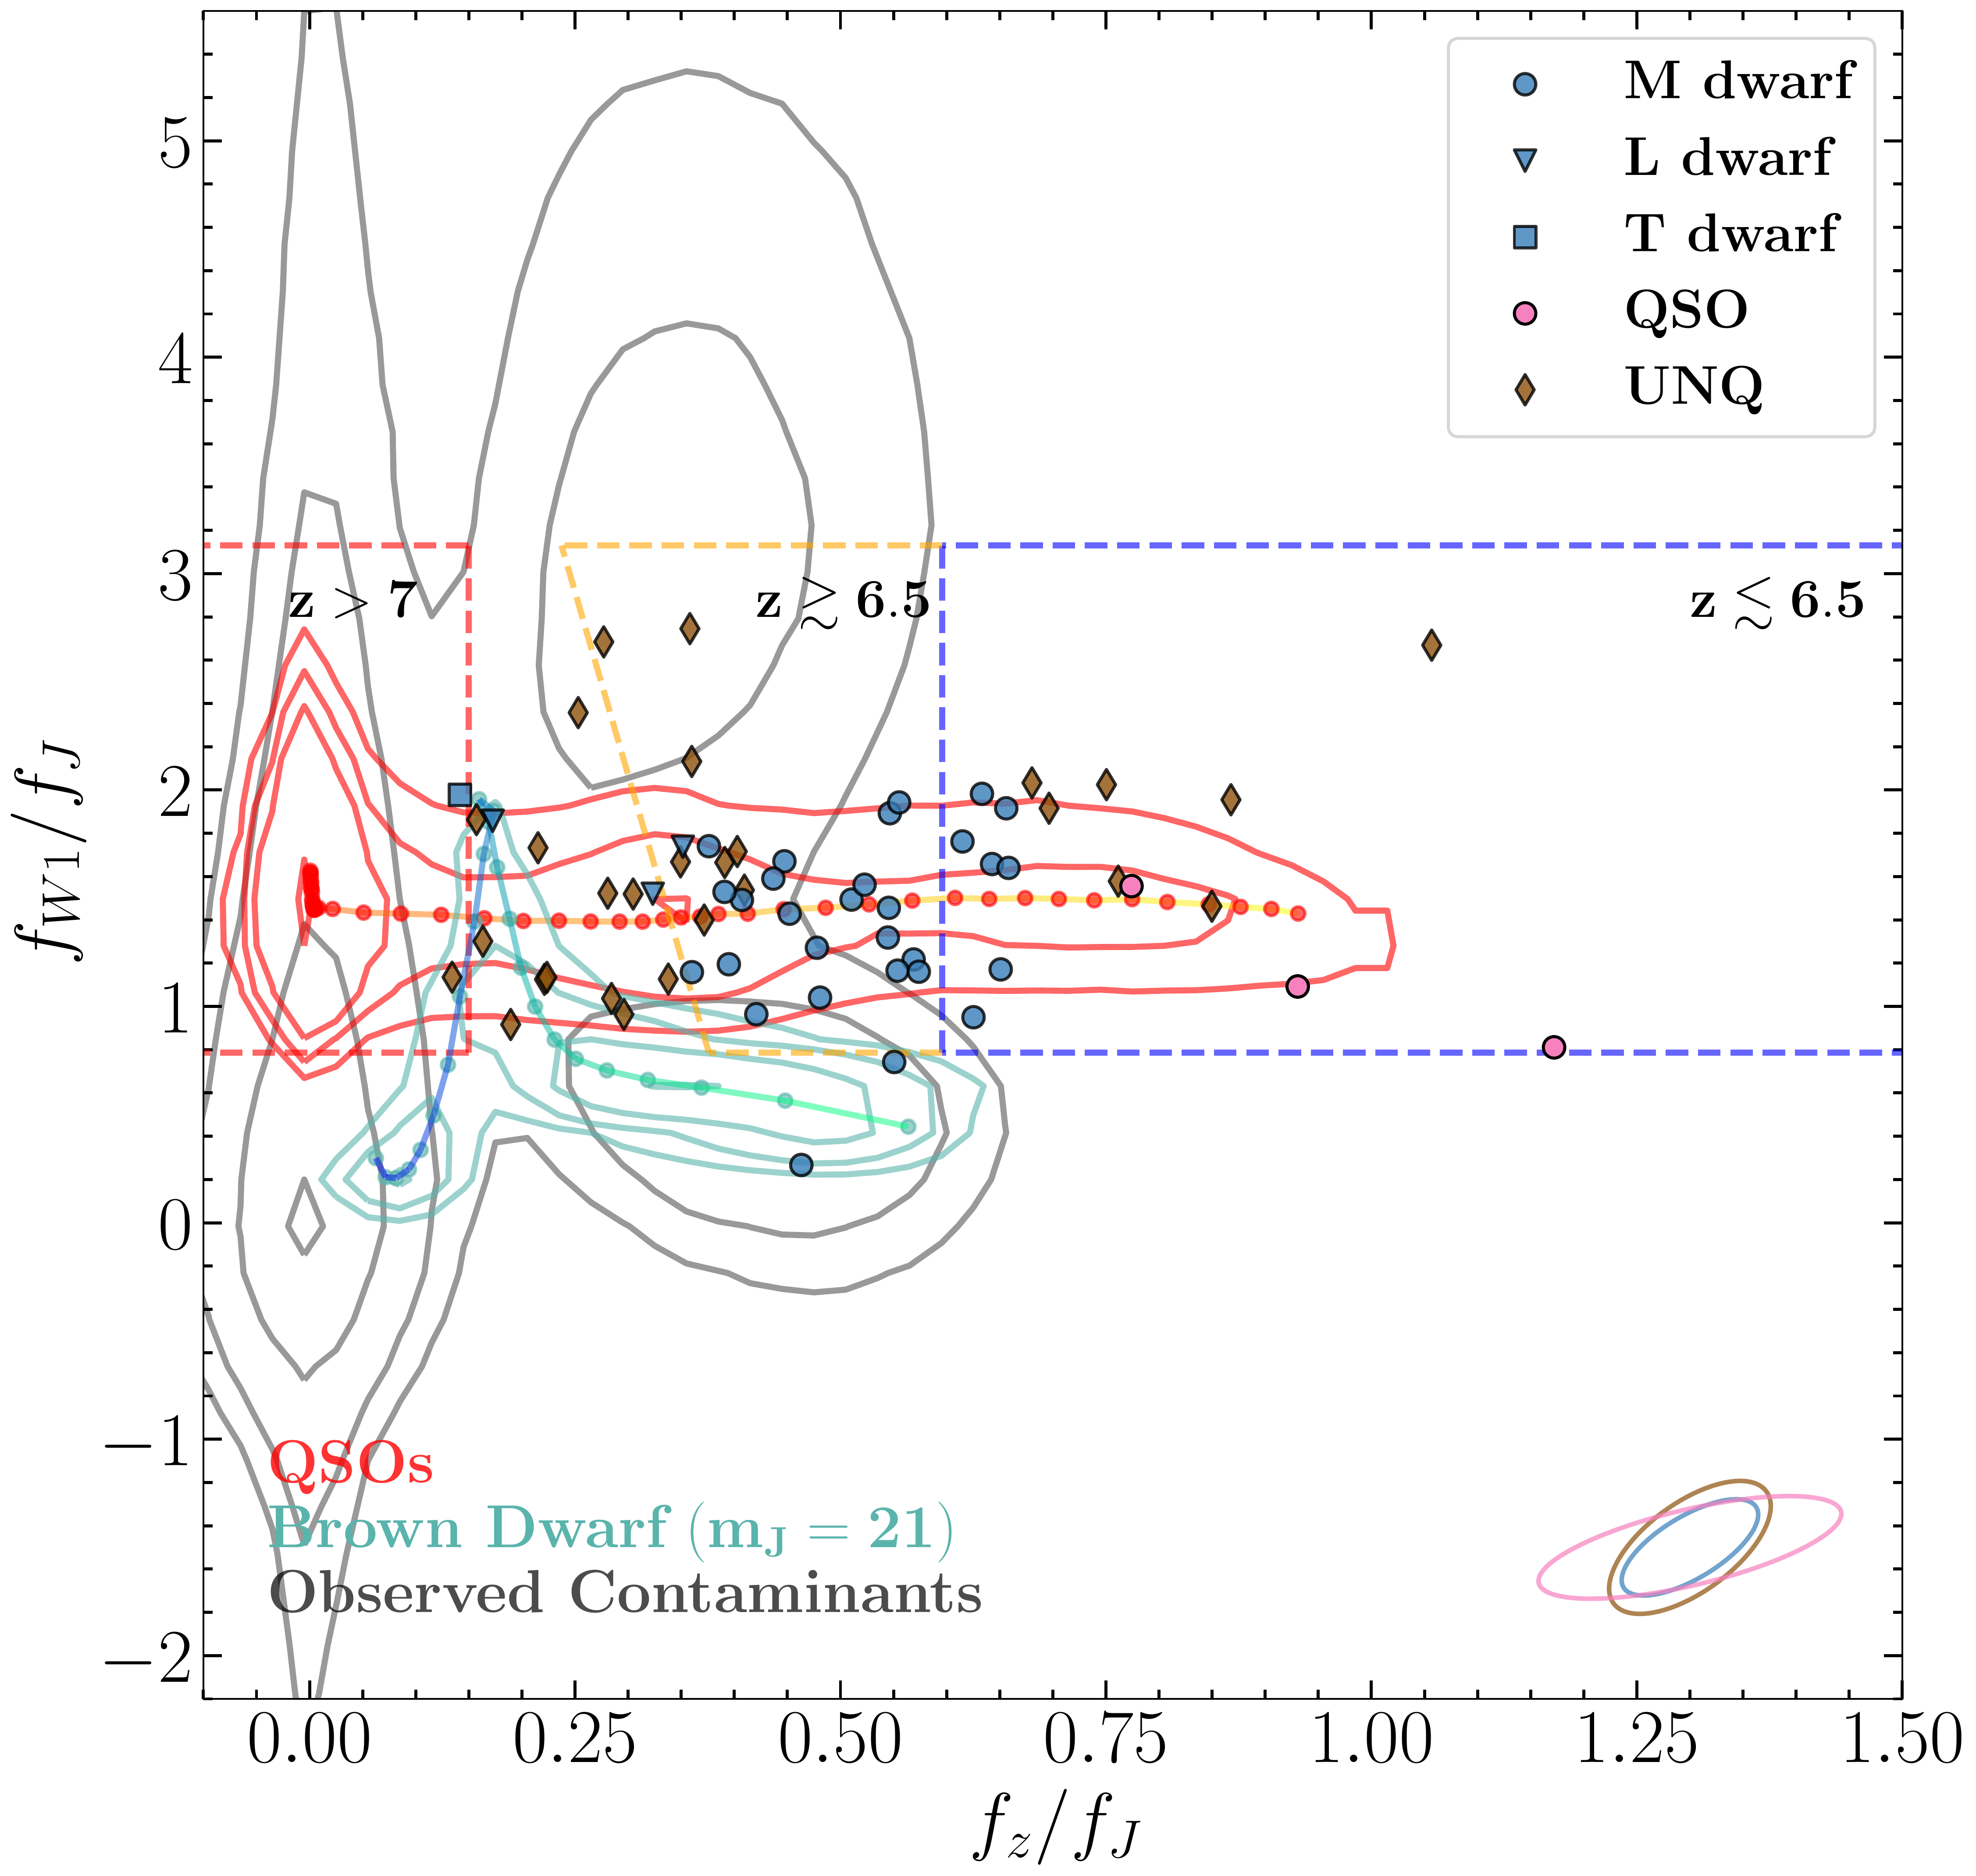 M dwarf
L dwarf
T dwarf
QSO
UNQ
5
4
3
2
1
0
−1
−2
z > 7
z ≳ 6.5
z ≲ 6.5
f_{W1}/f_J
QSOs
Brown Dwarf (m_J = 21)
Observed Contaminants
0.00 0.25 0.50 0.75 1.00 1.25 1.50
f_z/f_J